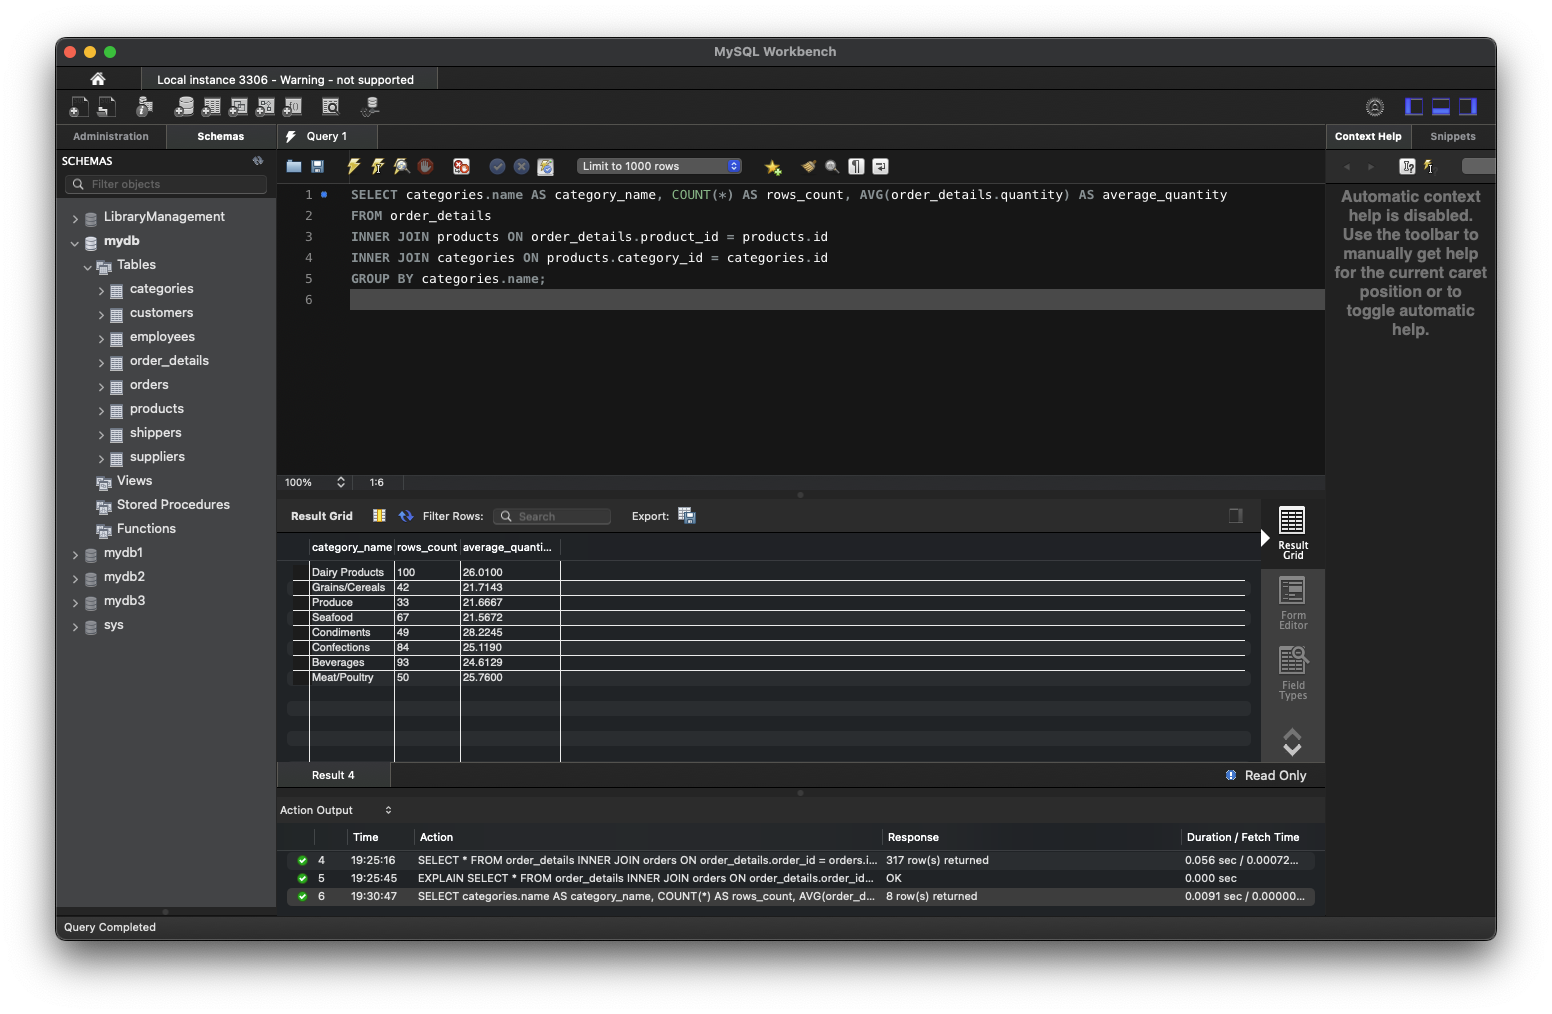 MySQL Workbench
Local instance 3306 - Warning - not supported
Administration
Schemas
Query 1
Context Help
Snippets
SCHEMAS
Filter objects
Limit to 1000 rows
LibraryManagement
mydb
Tables
categories
customers
employees
order_details
orders
products
shippers
suppliers
Views
Stored Procedures
Functions
mydb1
mydb2
mydb3
sys
1 SELECT categories.name AS category_name, COUNT(*) AS rows_count, AVG(order_details.quantity) AS average_quantity
2 FROM order_details
3 INNER JOIN products ON order_details.product_id = products.id
4 INNER JOIN categories ON products.category_id = categories.id
5 GROUP BY categories.name;
6
Automatic context
help is disabled.
Use the toolbar to
manually get help
for the current caret
position or to
toggle automatic
help.
100% 1:6
Result Grid Filter Rows: Search Export:
category_name rows_count average_quanti...
Dairy Products 100 26.0100
Grains/Cereals 42 21.7143
Produce 33 21.6667
Seafood 67 21.5672
Condiments 49 28.2245
Confections 84 25.1190
Beverages 93 24.6129
Meat/Poultry 50 25.7600
Result
Grid
Form
Editor
Field
Types
Result 4
Read Only
Action Output
Time Action Response Duration / Fetch Time
4 19:25:16 SELECT * FROM order_details INNER JOIN orders ON order_details.order_id = orders.i... 317 row(s) returned 0.056 sec / 0.00072...
5 19:25:45 EXPLAIN SELECT * FROM order_details INNER JOIN orders ON order_details.order_id... OK 0.000 sec
6 19:30:47 SELECT categories.name AS category_name, COUNT(*) AS rows_count, AVG(order_d... 8 row(s) returned 0.0091 sec / 0.00000...
Query Completed